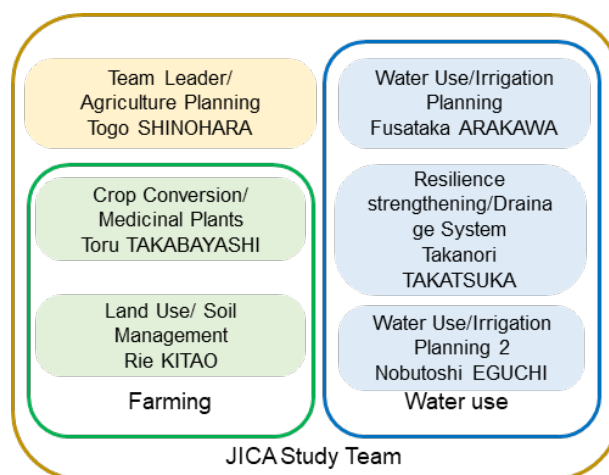 Team Leader/
Agriculture Planning
Togo SHINOHARA
Crop Conversion/
Medicinal Plants
Toru TAKABAYASHI
Land Use/ Soil
Management
Rie KITAO
Farming
Water Use/Irrigation
Planning
Fusataka ARAKAWA
Resilience
strengthening/Draina
ge System
Takanori
TAKATSUKA
Water Use/Irrigation
Planning 2
Nobutoshi EGUCHI
Water use
JICA Study Team